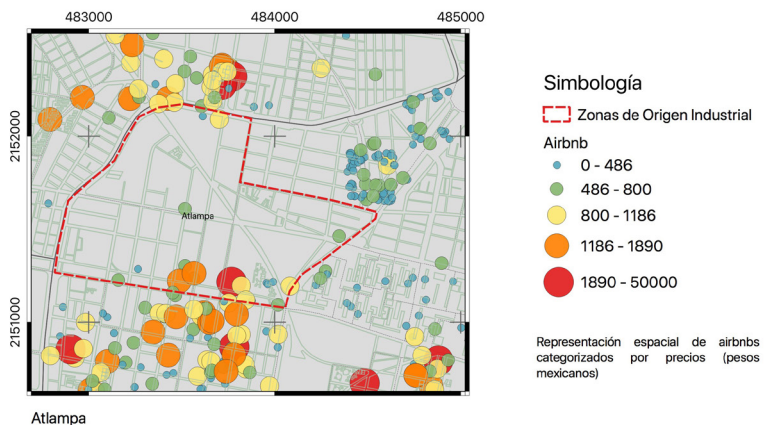 483000 484000 485000
2152000
2151000
Atlampa
Atlampa
Simbología
Zonas de Origen Industrial
Airbnb
0 - 486
486 - 800
800 - 1186
1186 - 1890
1890 - 50000
Representación espacial de airbnbs
categorizados por precios (pesos
mexicanos)